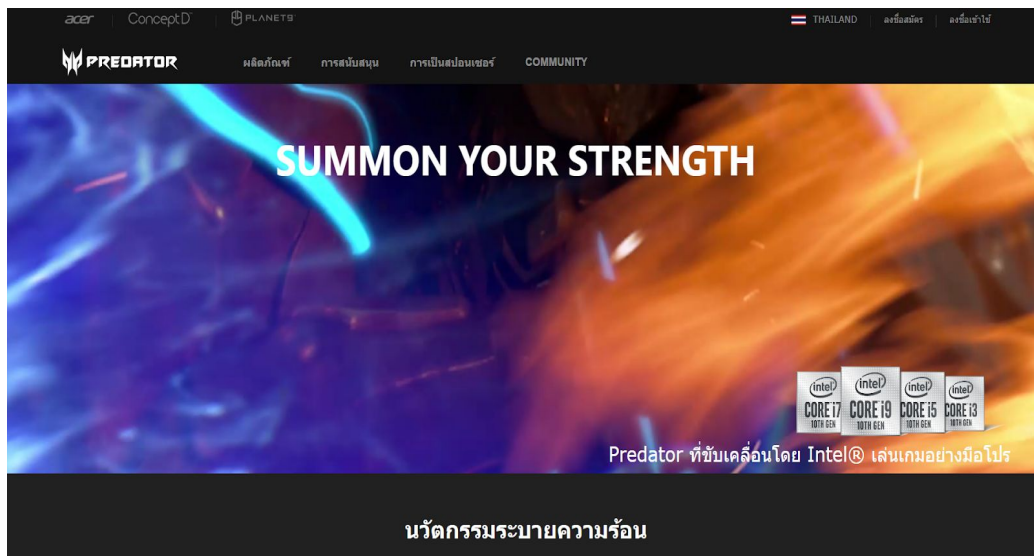 acer ConceptD PLANET9 THAILAND ลงชื่อสมัคร ลงชื่อเข้าใช้
PREDATOR ผลิตภัณฑ์ การสนับสนุน การเป็นสปอนเซอร์ COMMUNITY
SUMMON YOUR STRENGTH
intel intel intel intel
CORE i7 CORE i9 CORE i5 CORE i3
10TH GEN 10TH GEN 10TH GEN 10TH GEN
Predator ที่ขับเคลื่อนโดย Intel® เล่นเกมอย่างมือโปร
นวัตกรรมระบายความร้อน